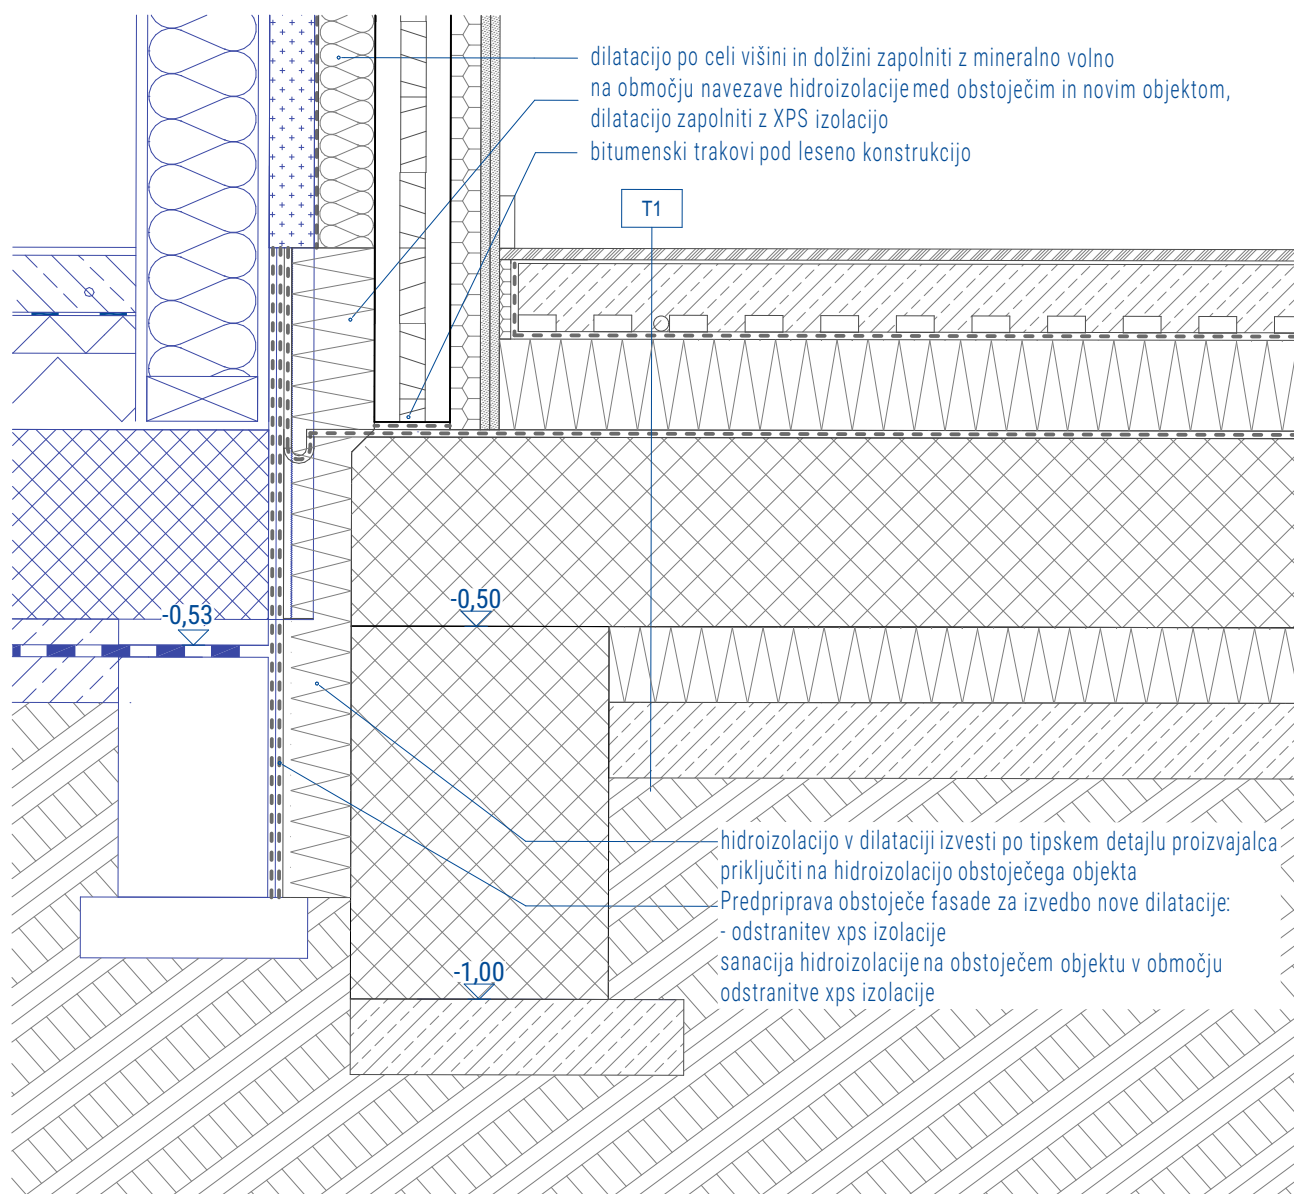 dilatacijo po celi višini in dolžini zapolniti z mineralno volno
na območju navezave hidroizolacije med obstoječim in novim objektom,
dilatacijo zapolniti z XPS izolacijo
bitumenski trakovi pod leseno konstrukcijo
T1
-0,50
-0,53
hidroizolacijo v dilataciji izvesti po tipskem detajlu proizvajalca
priključiti na hidroizolacijo obstoječega objekta
Predpriprava obstoječe fasade za izvedbo nove dilatacije:
- odstranitev xps izolacije
sanacija hidroizolacije na obstoječem objektu v območju
odstranitve xps izolacije
-1,00